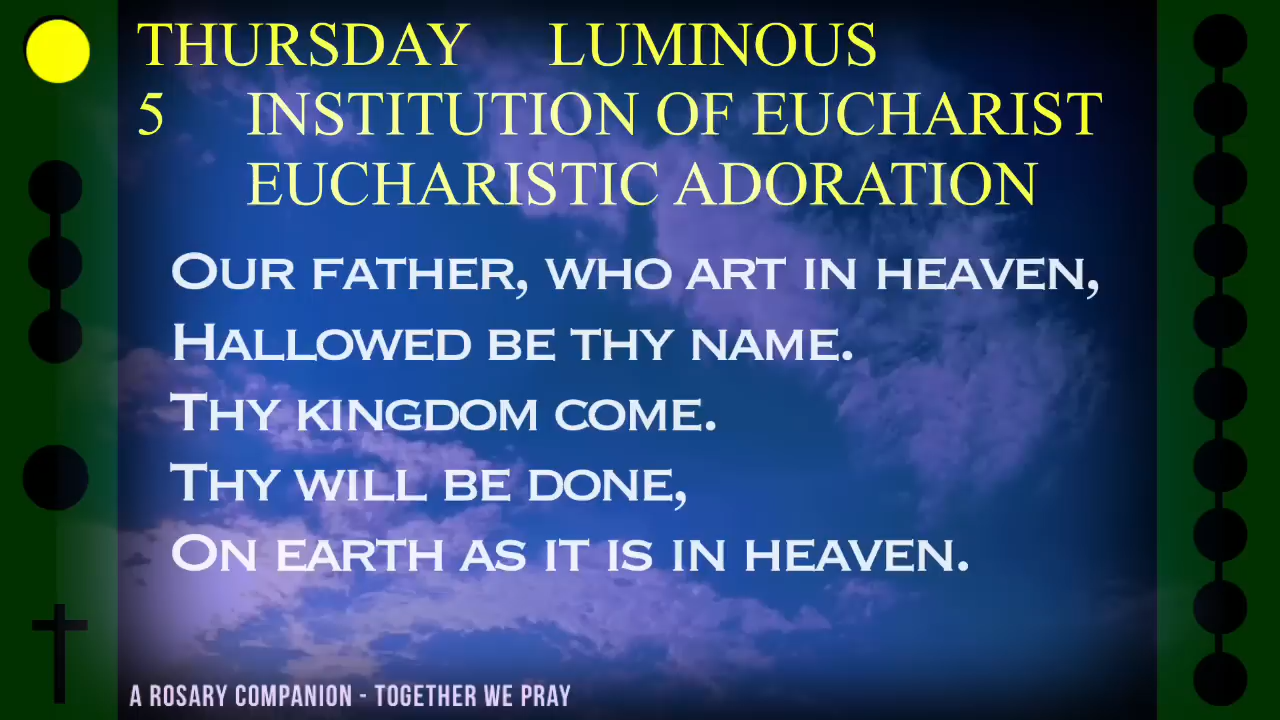 THURSDAY LUMINOUS
5 INSTITUTION OF EUCHARIST
EUCHARISTIC ADORATION
OUR FATHER, WHO ART IN HEAVEN,
HALLOWED BE THY NAME.
THY KINGDOM COME.
THY WILL BE DONE,
ON EARTH AS IT IS IN HEAVEN.
A ROSARY COMPANION - TOGETHER WE PRAY